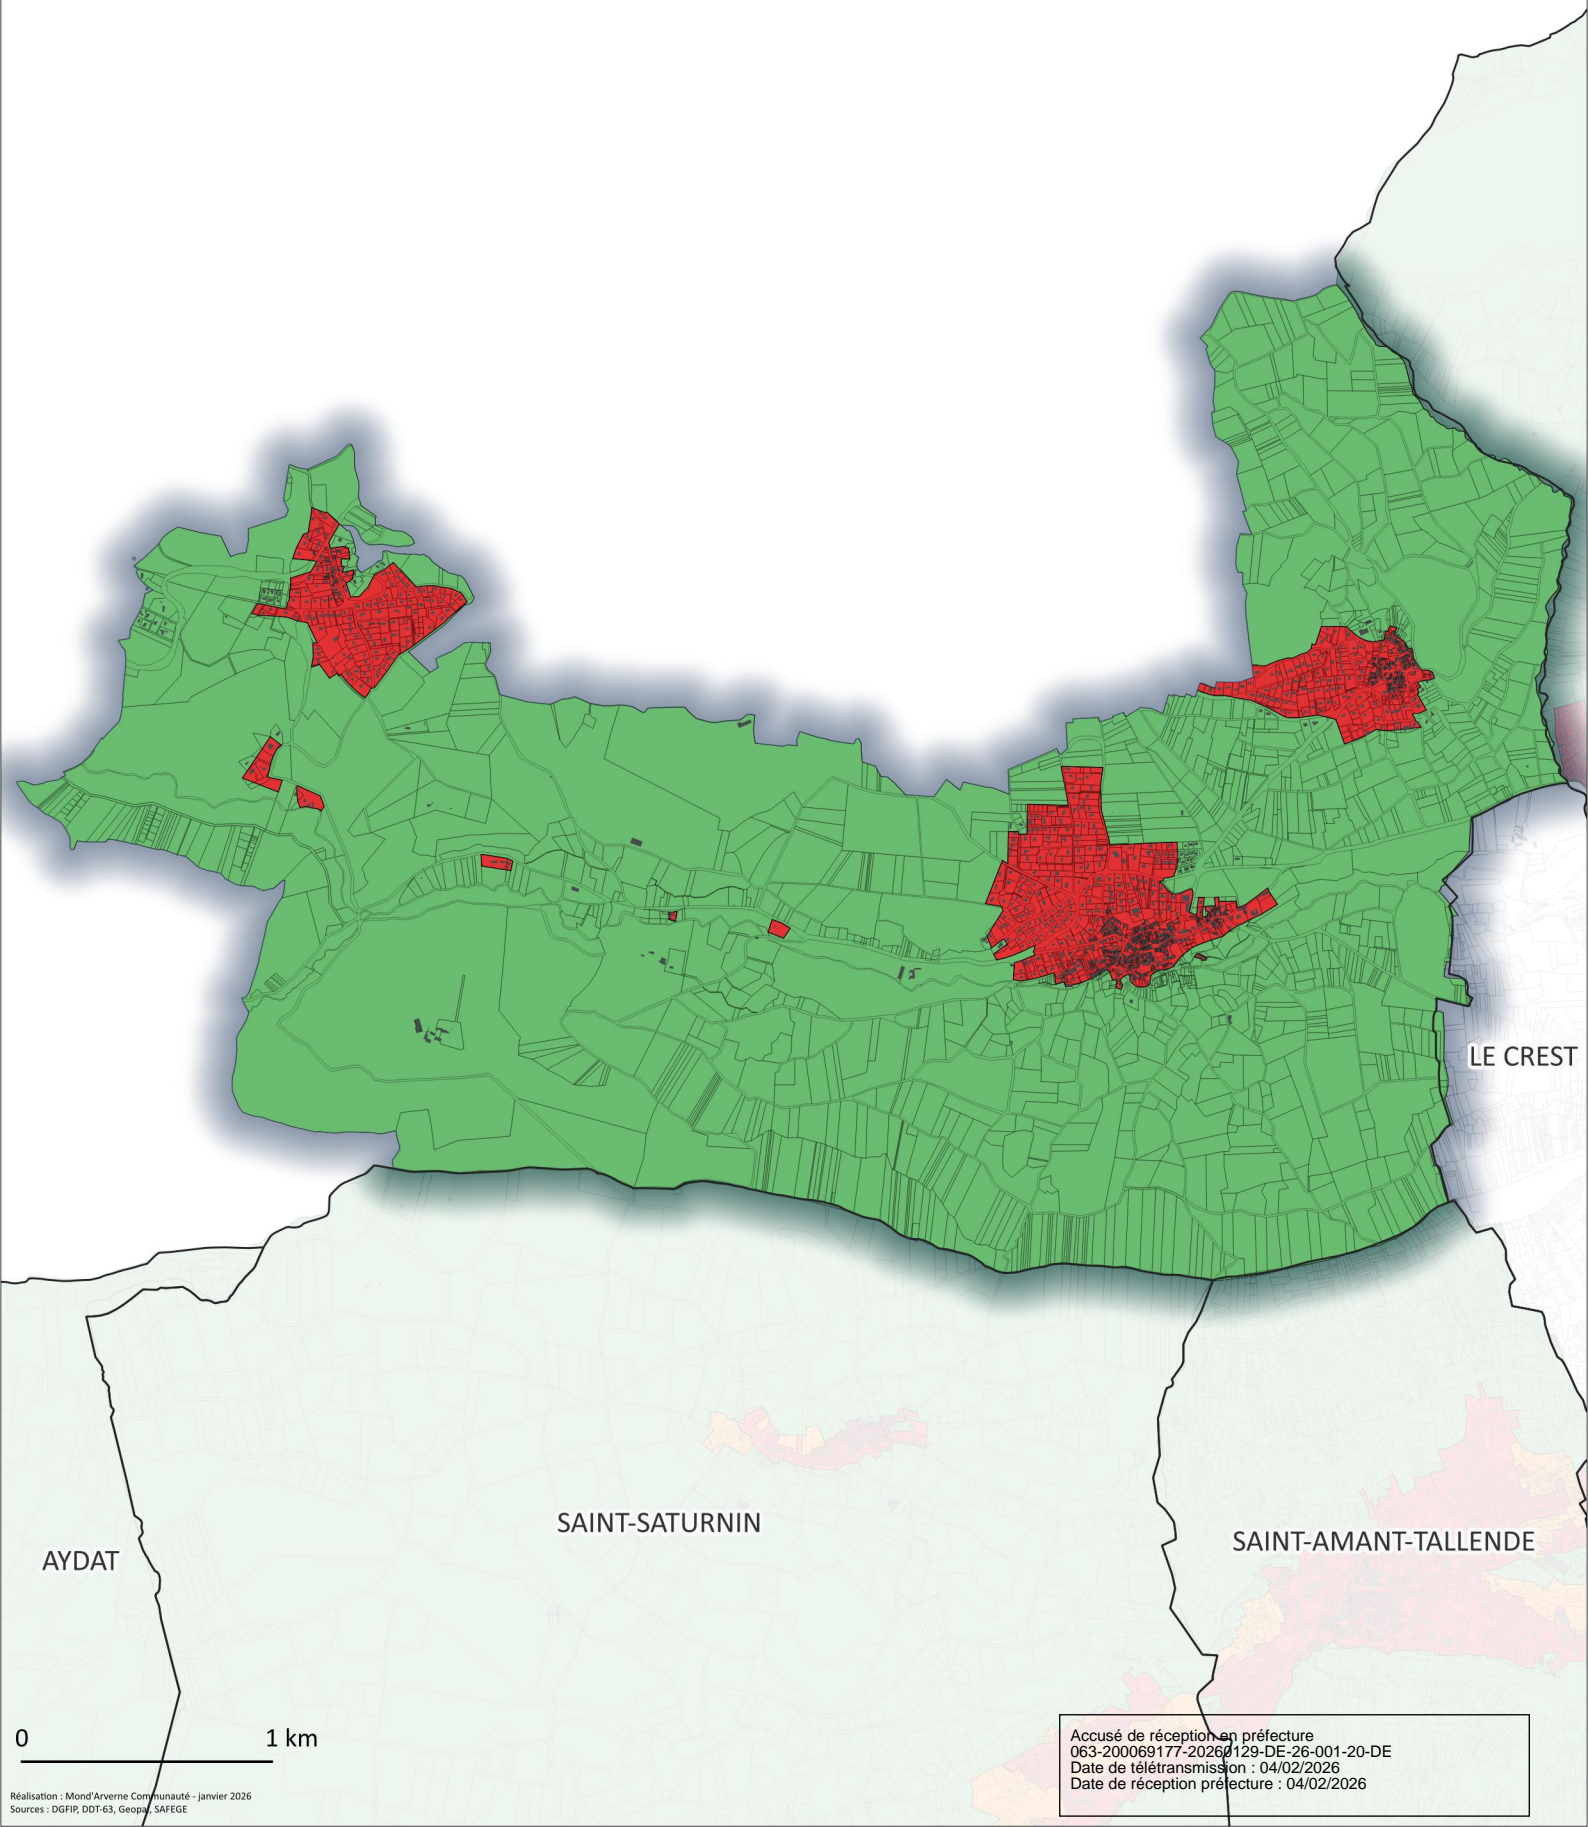 LE CREST
SAINT-SATURNIN
SAINT-AMANT-TALLENDE
AYDAT
0 1 km
Réalisation : Mond'Arverne Communauté - janvier 2026
Sources : DGFIP, DDT-63, Geopal, SAFEGE
Accusé de réception en préfecture
063-200069177-20260129-DE-26-001-20-DE
Date de télétransmission : 04/02/2026
Date de réception préfecture : 04/02/2026